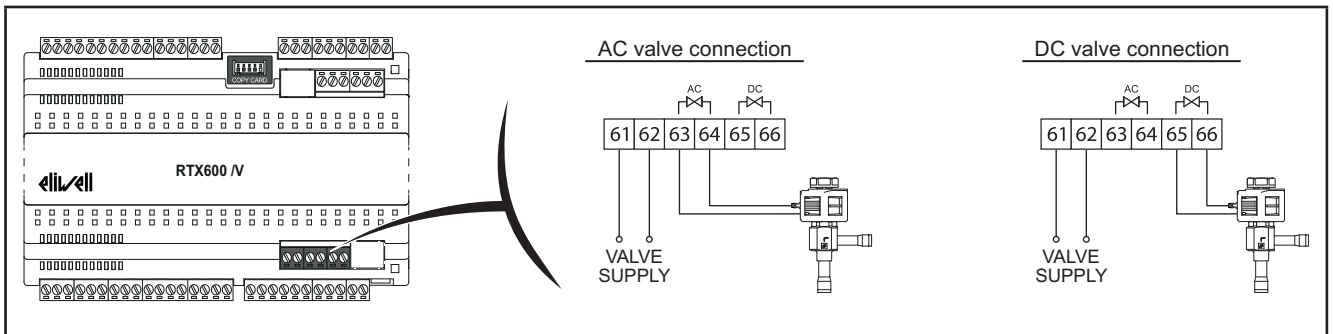 COPY CARD
eliwell
RTX600 /V
AC valve connection
AC
DC
61 62 63 64 65 66
VALVE
SUPPLY
DC valve connection
AC
DC
61 62 63 64 65 66
VALVE
SUPPLY